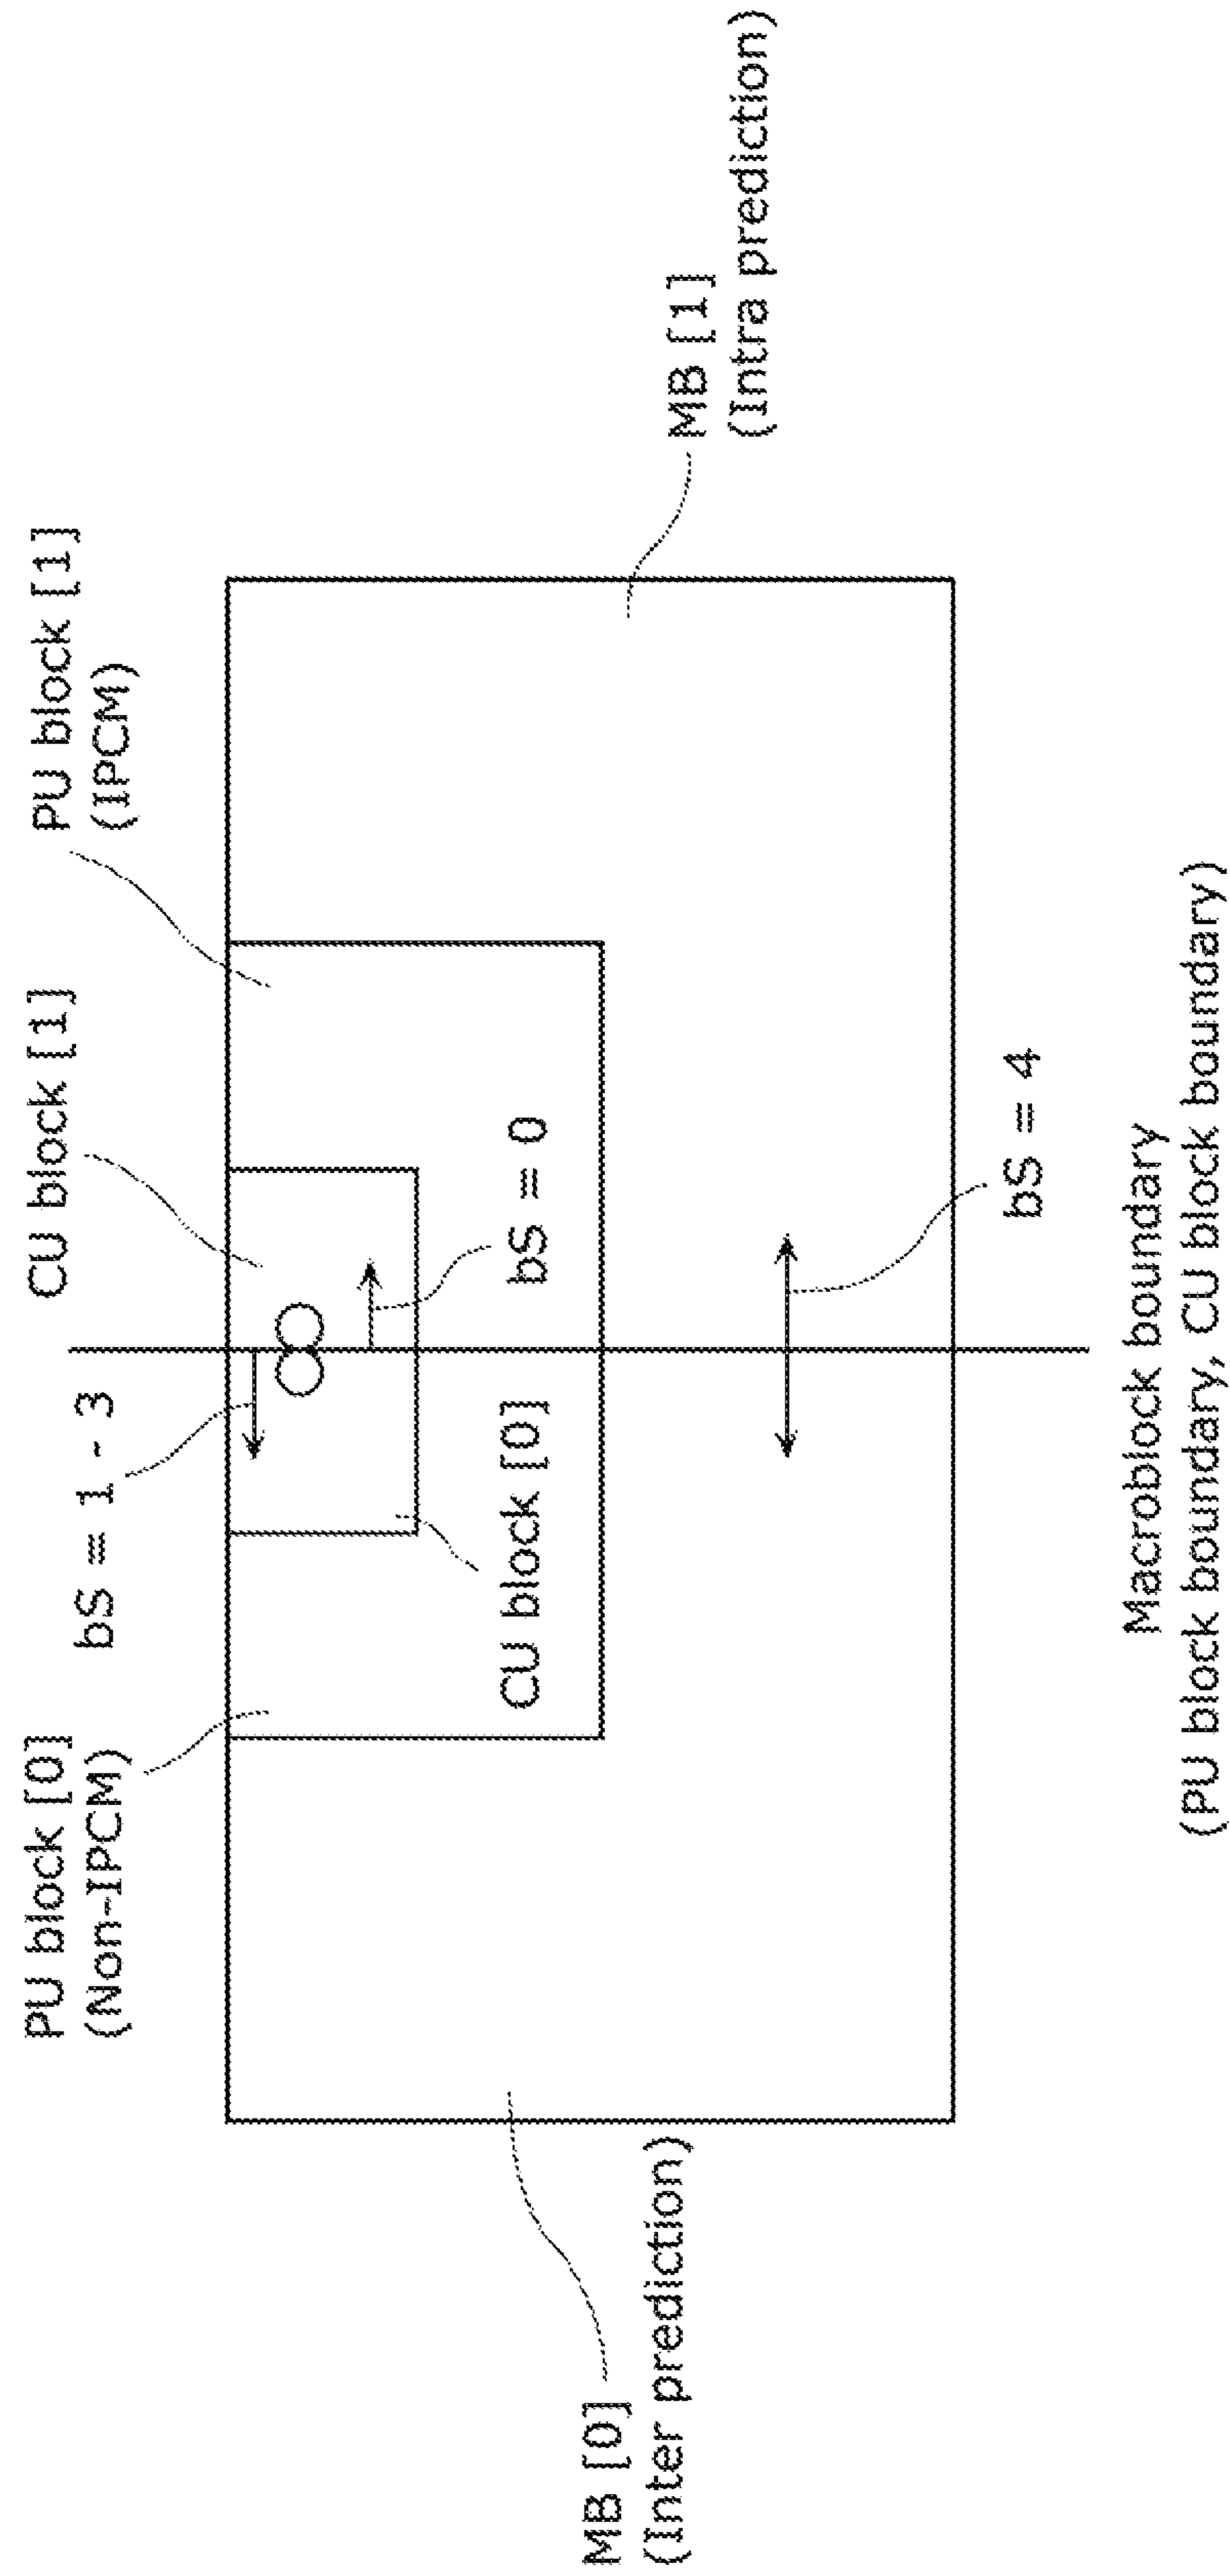 PU block [0]
(Non-IPCM)
bS = 1 - 3
CU block [1]
PU block [1]
(IPCM)
CU block [0]
bS = 0
MB [0]
(Inter prediction)
MB [1]
(Intra prediction)
bS = 4
Macroblock boundary
(PU block boundary, CU block boundary)